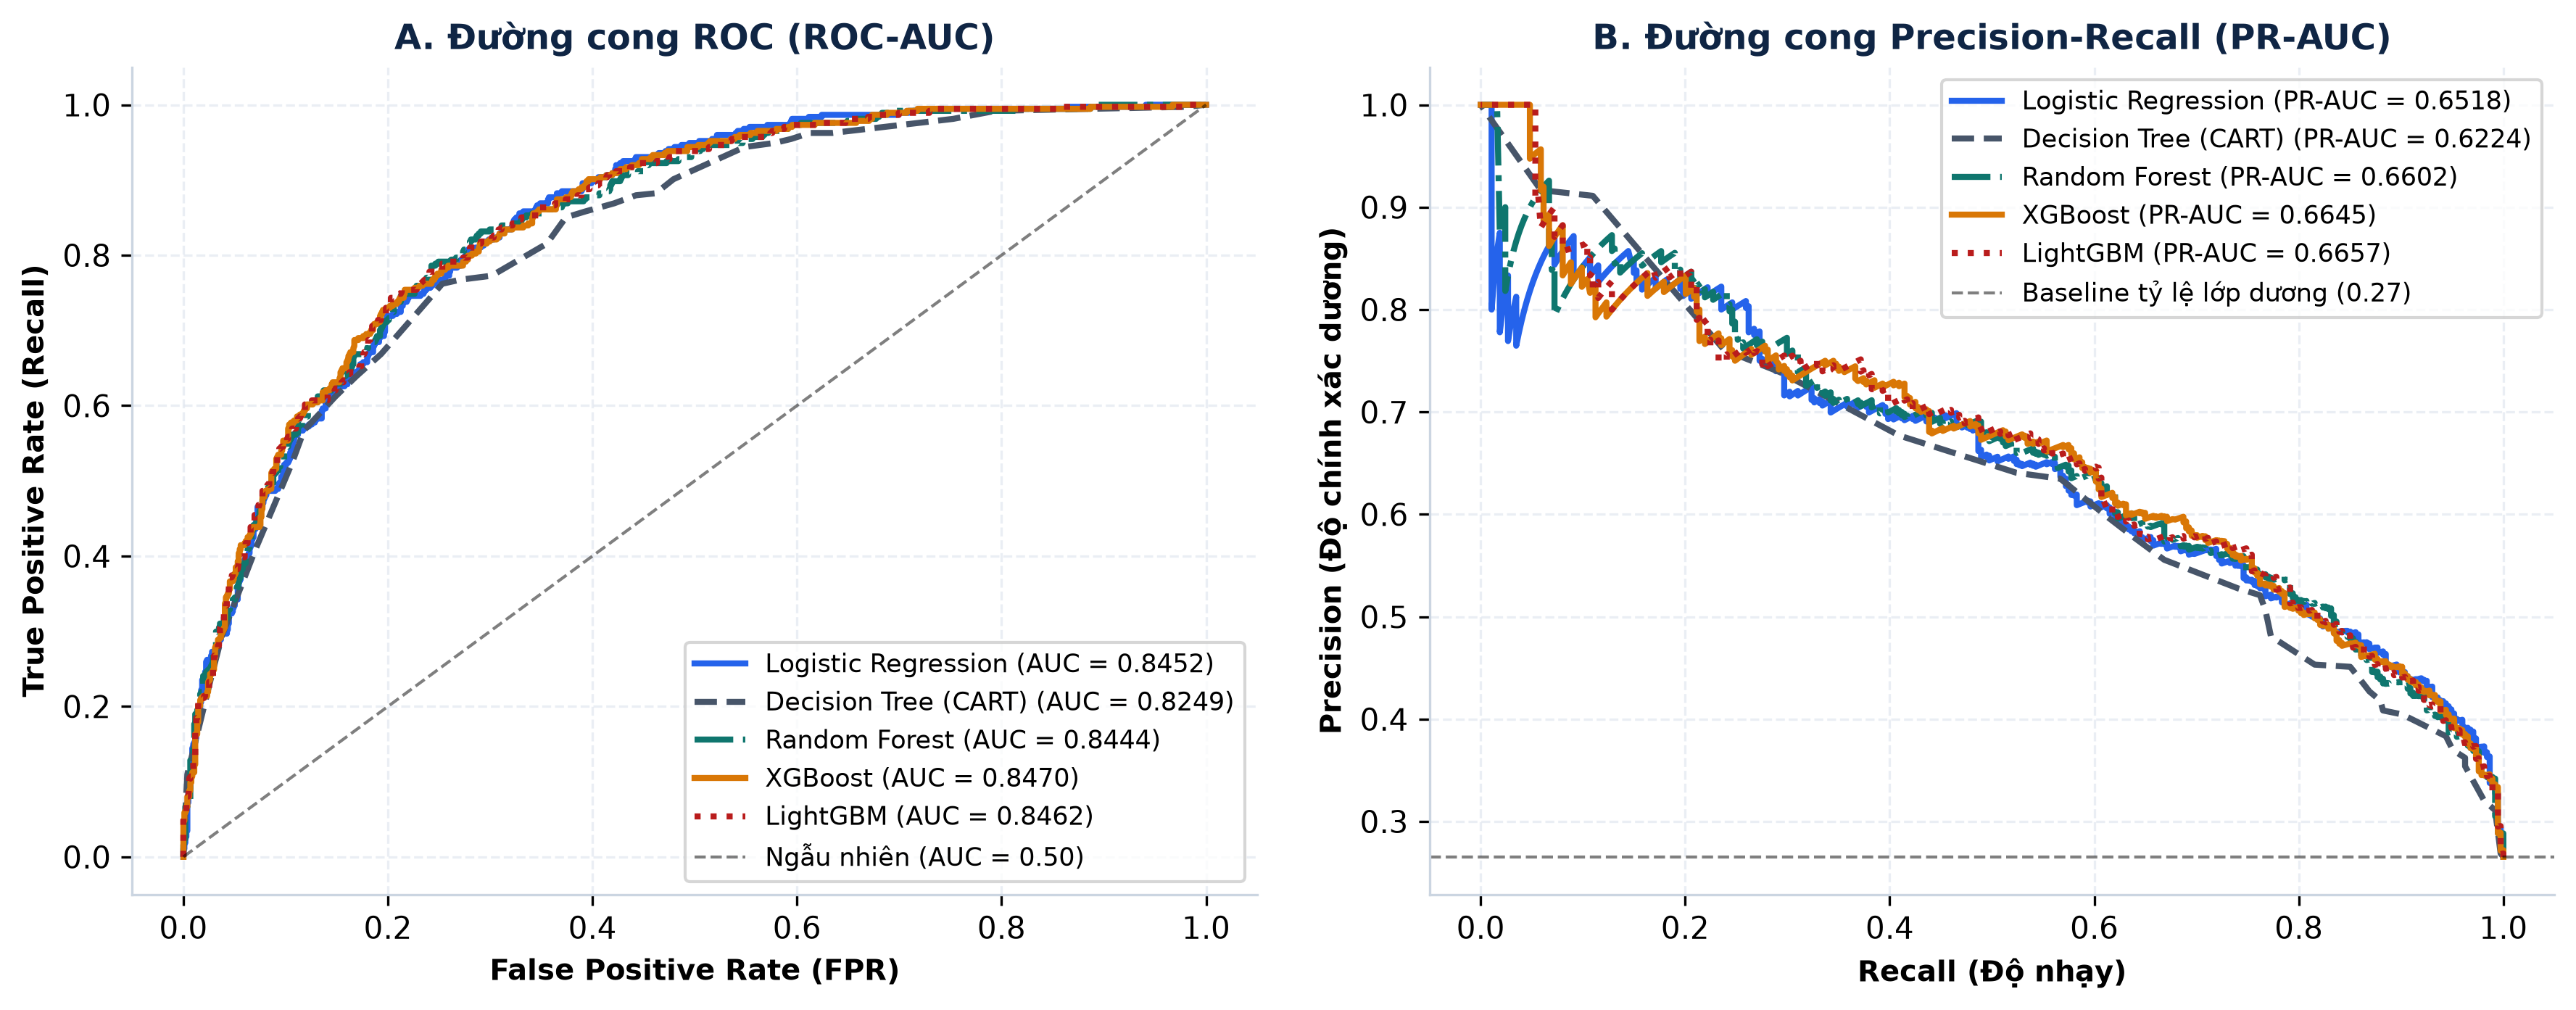 A. Đường cong ROC (ROC-AUC)
True Positive Rate (Recall)
1.0
0.8
0.6
0.4
0.2
0.0
Logistic Regression (AUC = 0.8452)
Decision Tree (CART) (AUC = 0.8249)
Random Forest (AUC = 0.8444)
XGBoost (AUC = 0.8470)
LightGBM (AUC = 0.8462)
Ngẫu nhiên (AUC = 0.50)
0.0 0.2 0.4 0.6 0.8 1.0
False Positive Rate (FPR)
B. Đường cong Precision-Recall (PR-AUC)
Precision (Độ chính xác dương)
1.0
0.9
0.8
0.7
0.6
0.5
0.4
0.3
Logistic Regression (PR-AUC = 0.6518)
Decision Tree (CART) (PR-AUC = 0.6224)
Random Forest (PR-AUC = 0.6602)
XGBoost (PR-AUC = 0.6645)
LightGBM (PR-AUC = 0.6657)
Baseline tỷ lệ lớp dương (0.27)
0.0 0.2 0.4 0.6 0.8 1.0
Recall (Độ nhạy)